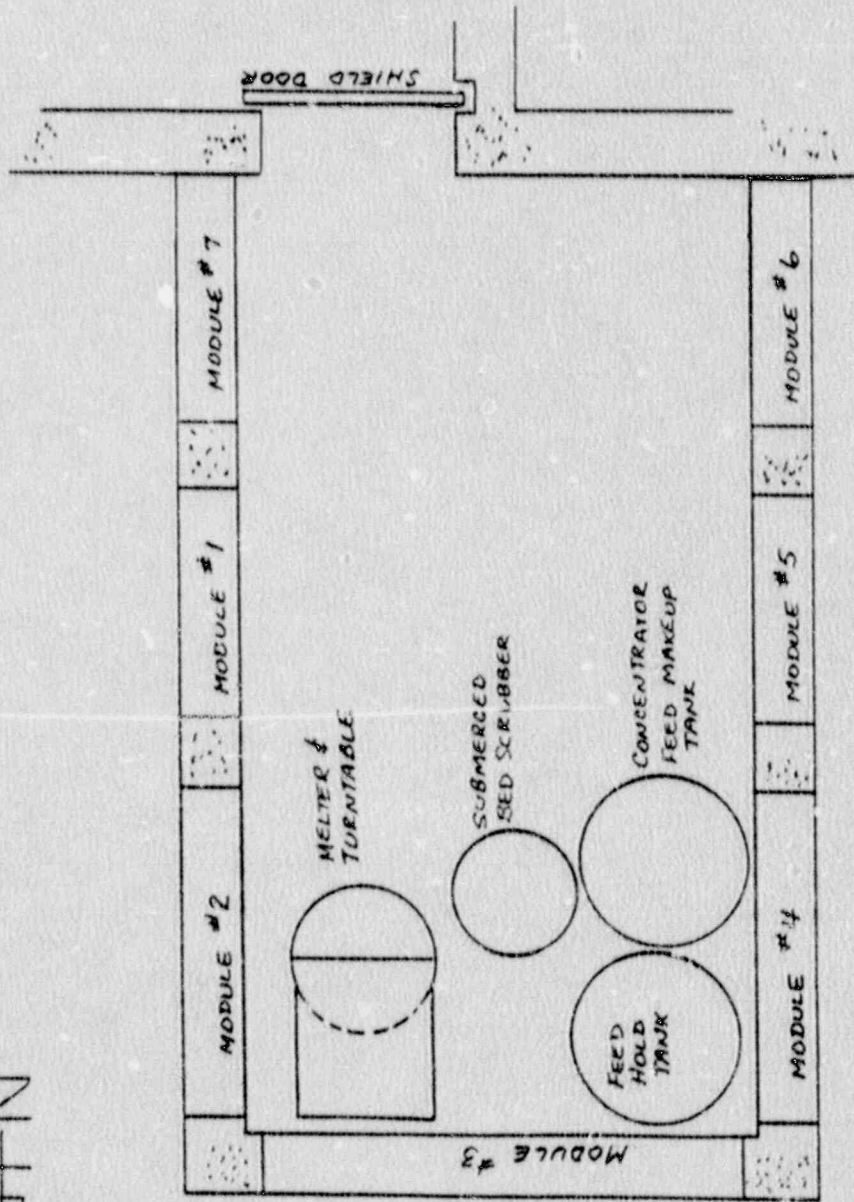 SHIELD DOOR
MODULE #7
MODULE #1
MODULE #2
MELTER &
TURNTABLE
SUBMERGED
BED SCRUBBER
CONCENTRATOR
FEED MAKEUP
TANK
FEED
HOLD
TANK
MODULE #3
MODULE #4
MODULE #5
MODULE #6